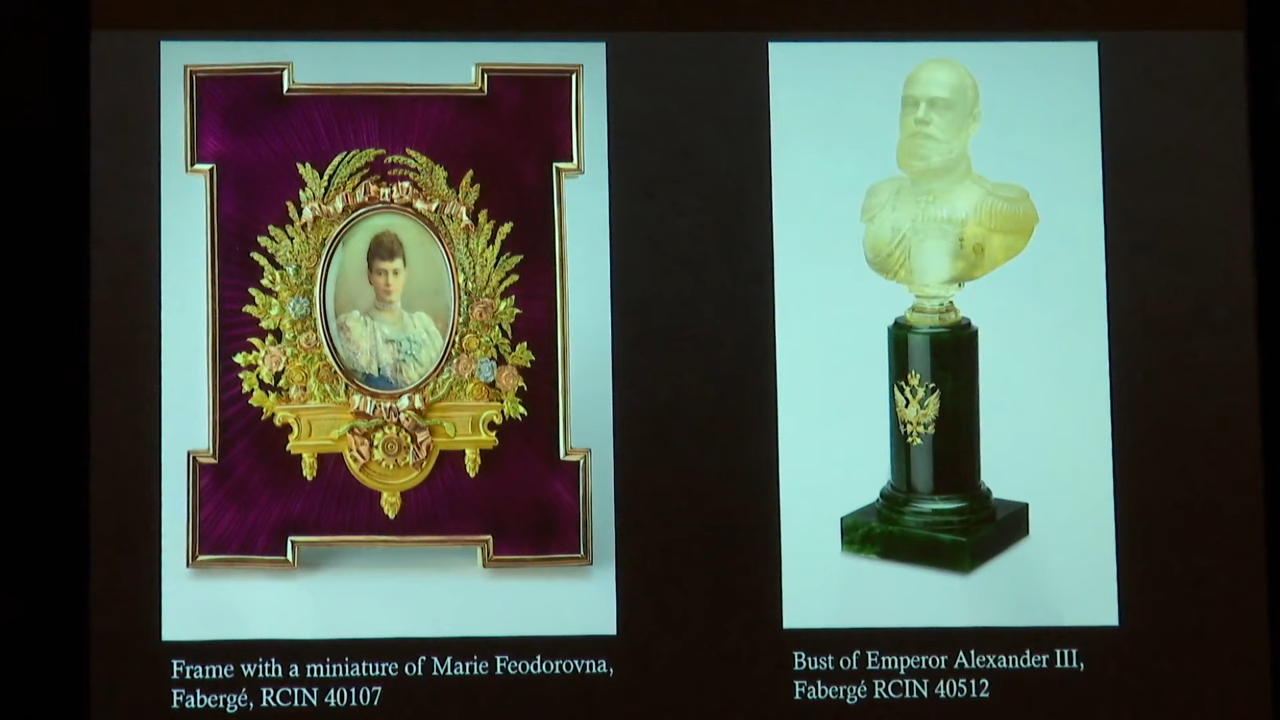 Frame with a miniature of Marie Feodorovna,
Fabergé, RCIN 40107
Bust of Emperor Alexander III,
Fabergé RCIN 40512